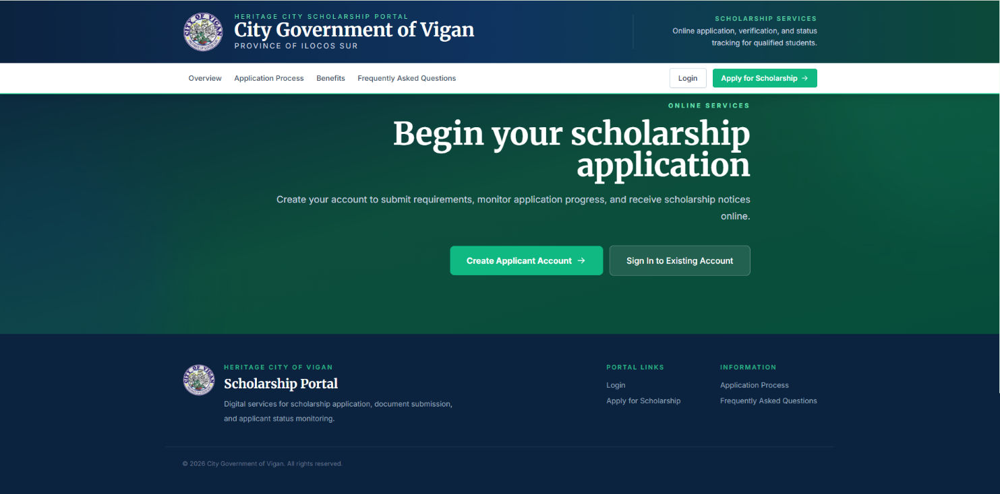 HERITAGE CITY SCHOLARSHIP PORTAL
City Government of Vigan
PROVINCE OF ILOCOS SUR
SCHOLARSHIP SERVICES
Online application, verification, and status
tracking for qualified students.
Overview
Application Process
Benefits
Frequently Asked Questions
Login
Apply for Scholarship →
ONLINE SERVICES
Begin your scholarship
application
Create your account to submit requirements, monitor application progress, and receive scholarship notices
online.
Create Applicant Account →
Sign In to Existing Account
CITY OF VIGAN
HERITAGE CITY OF VIGAN
Scholarship Portal
Digital services for scholarship application, document submission,
and applicant status monitoring.
PORTAL LINKS
Login
Apply for Scholarship
INFORMATION
Application Process
Frequently Asked Questions
© 2026 City Government of Vigan. All rights reserved.